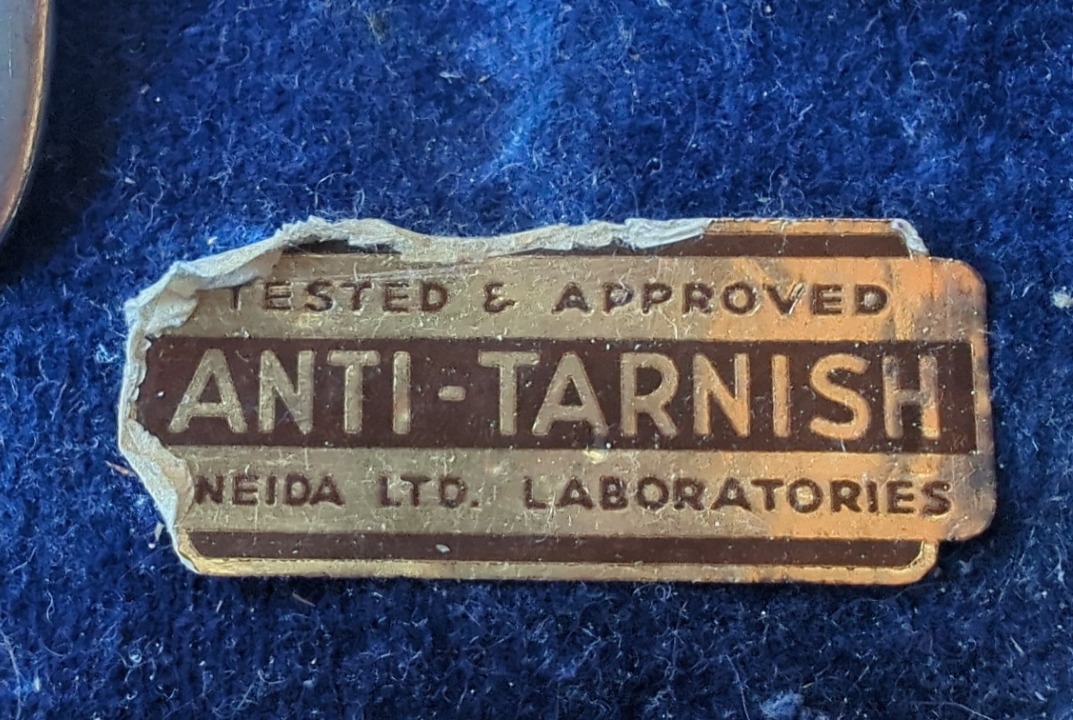 TESTED & APPROVED
ANTI-TARNISH
NEIDA LTD. LABORATORIES